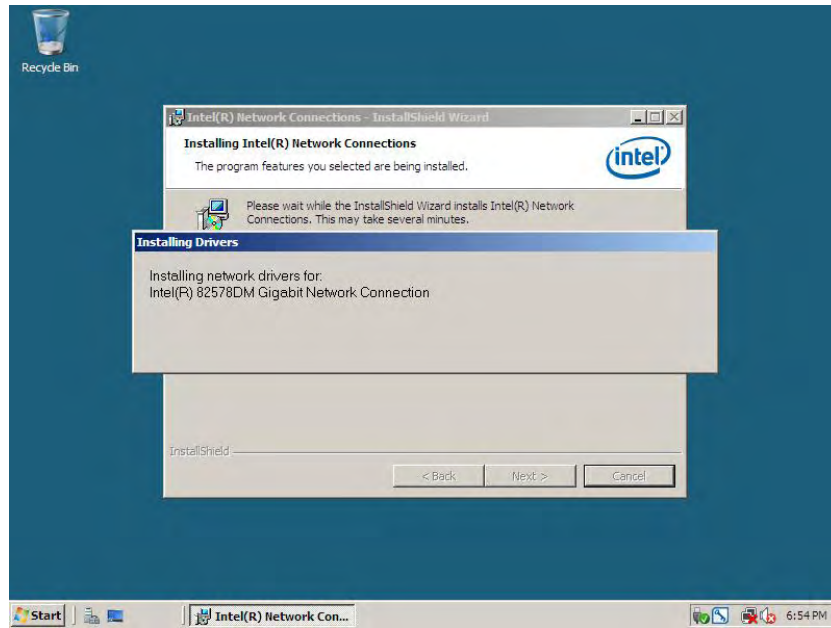 Recycle Bin
Intel(R) Network Connections - InstallShield Wizard
Installing Intel(R) Network Connections
The program features you selected are being installed.
intel
Please wait while the InstallShield Wizard installs Intel(R) Network
Connections. This may take several minutes.
Installing Drivers
Installing network drivers for:
Intel(R) 82578DM Gigabit Network Connection
InstallShield
< Back
Next >
Cancel
Start
Intel(R) Network Con...
6:54 PM